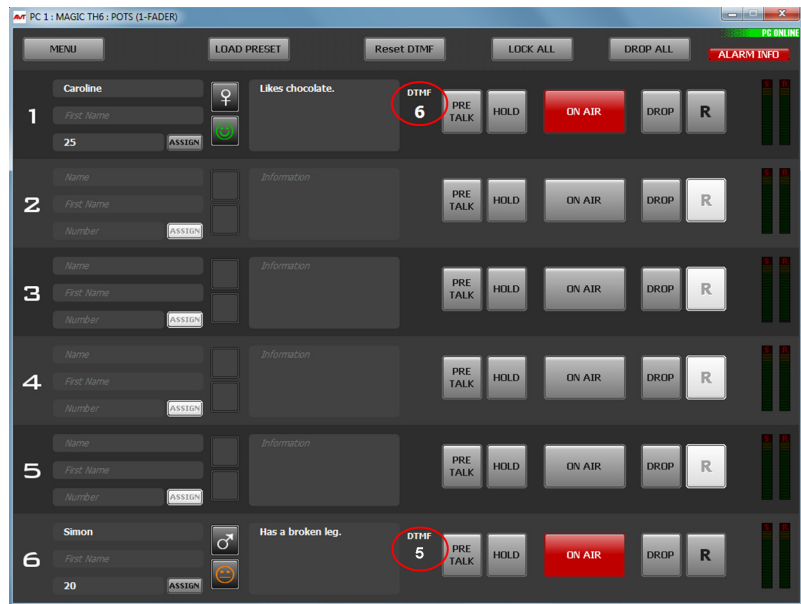 AVT PC 1 : MAGIC TH6 : POTS (1-FADER)
PC ONLINE
MENU LOAD PRESET Reset DTMF LOCK ALL DROP ALL ALARM INFO
1
Caroline
First Name
25 ASSIGN
♀
Likes chocolate.
DTMF
6
PRE TALK
HOLD
ON AIR
DROP
R
S R
2
Name
First Name
Number ASSIGN
Information
PRE TALK
HOLD
ON AIR
DROP
R
S R
3
Name
First Name
Number ASSIGN
Information
PRE TALK
HOLD
ON AIR
DROP
R
S R
4
Name
First Name
Number ASSIGN
Information
PRE TALK
HOLD
ON AIR
DROP
R
S R
5
Name
First Name
Number ASSIGN
Information
PRE TALK
HOLD
ON AIR
DROP
R
S R
6
Simon
First Name
20 ASSIGN
♂
Has a broken leg.
DTMF
5
PRE TALK
HOLD
ON AIR
DROP
R
S R